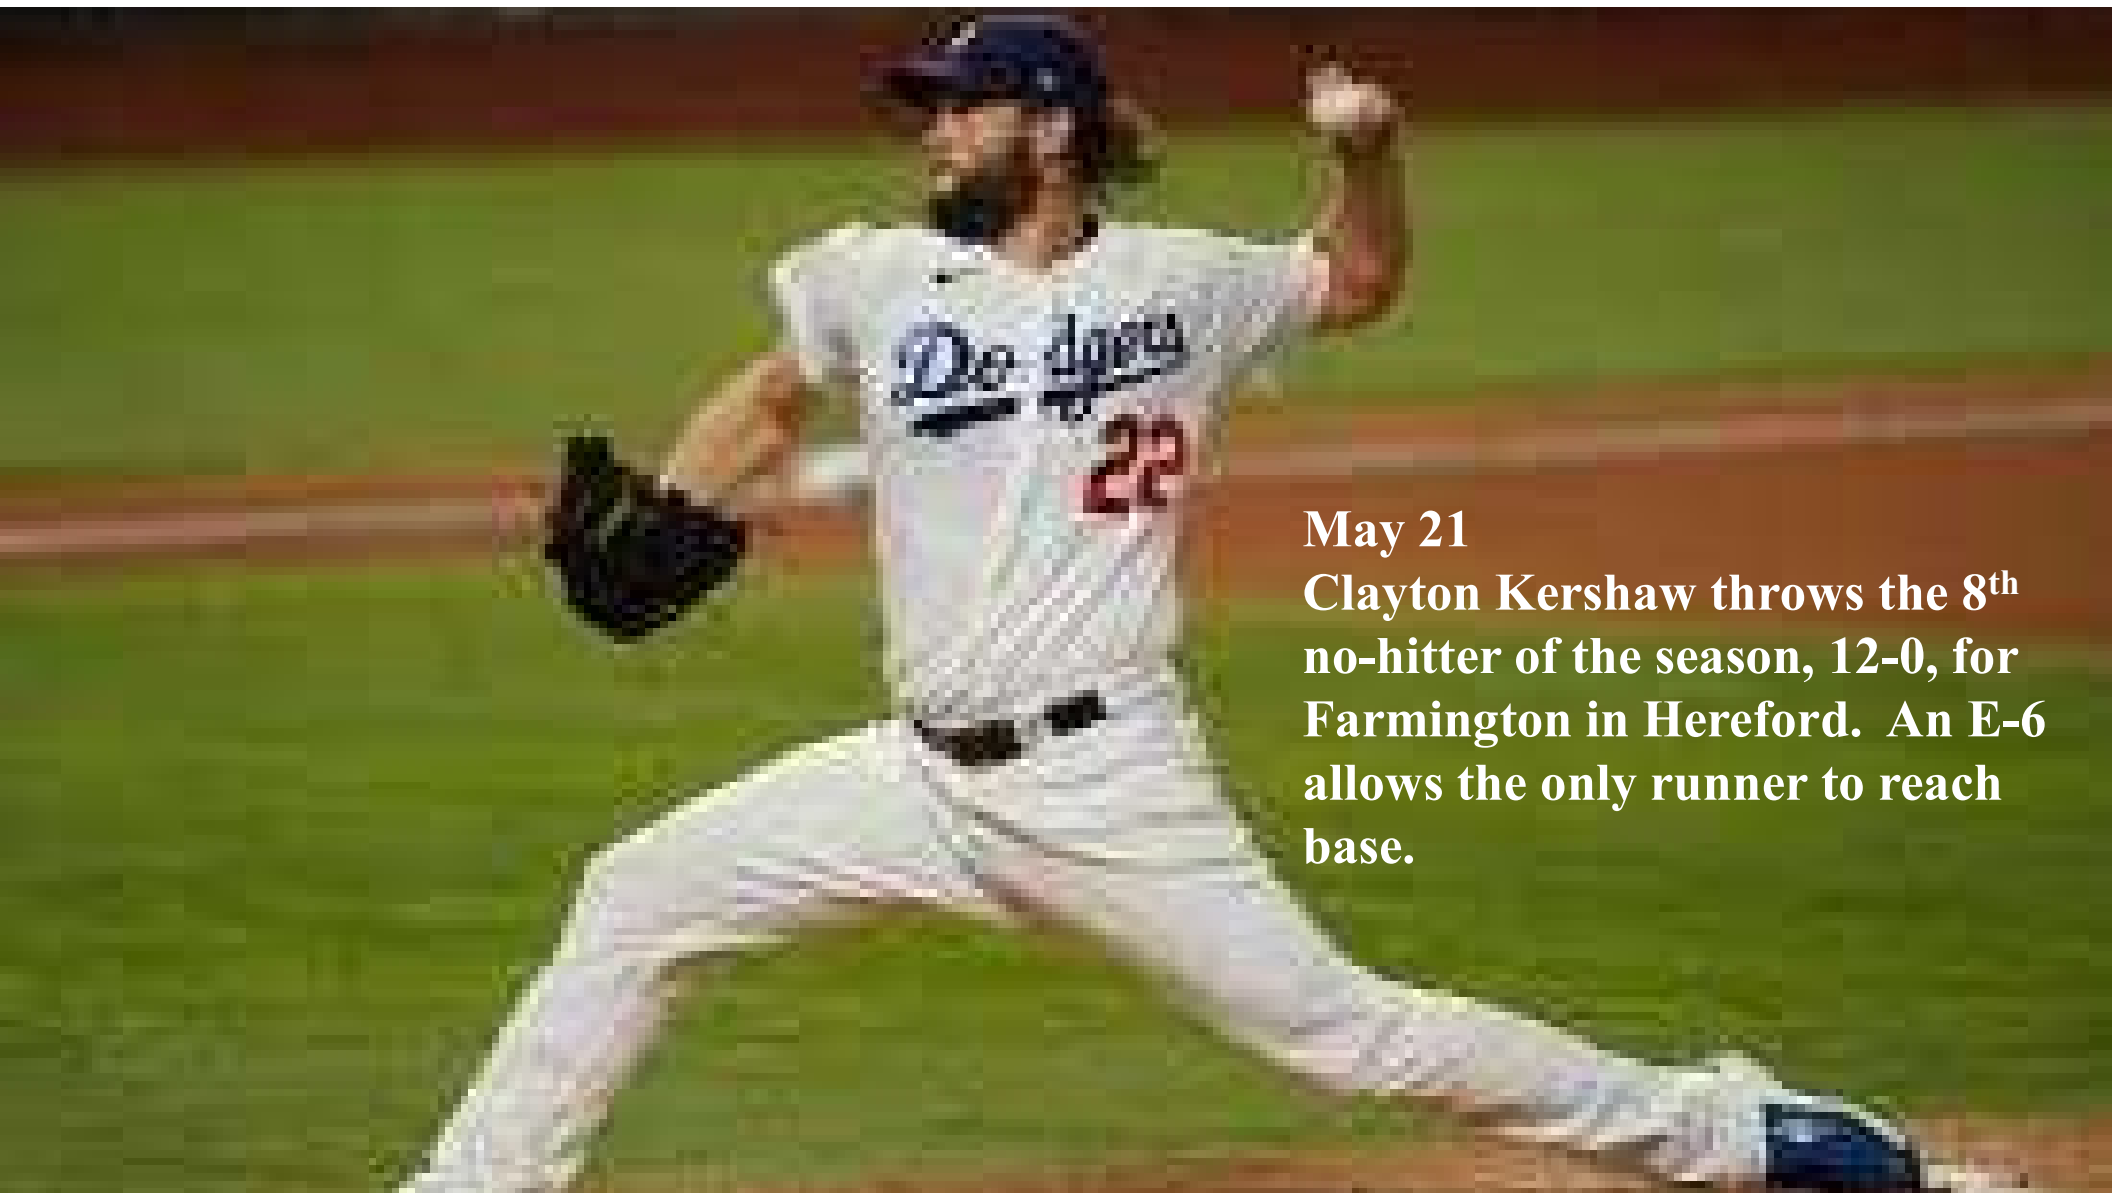 Dodgers
22
May 21
Clayton Kershaw throws the 8th
no-hitter of the season, 12-0, for
Farmington in Hereford.  An E-6
allows the only runner to reach
base.